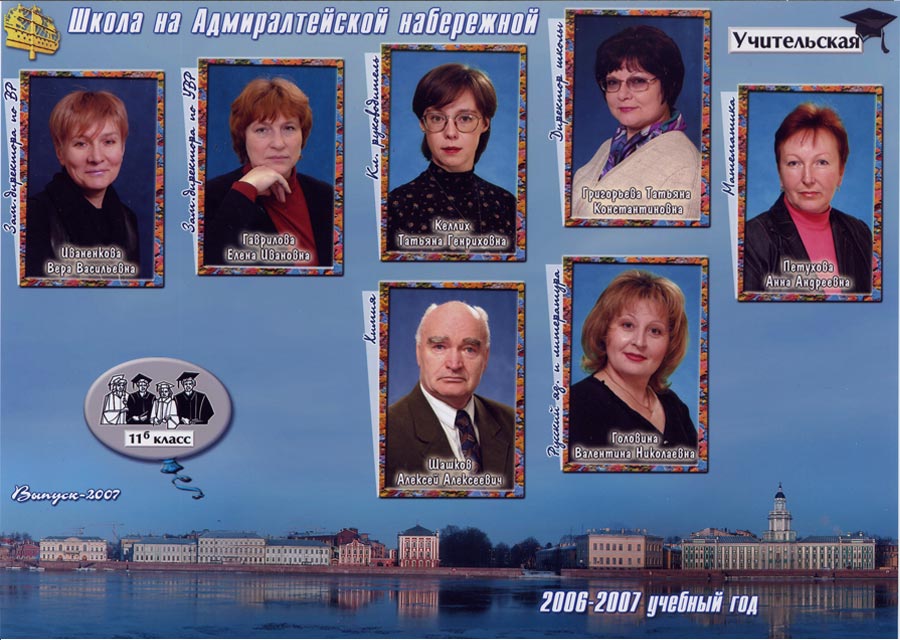 Школа на Адмиралтейской набережной
Учительская
Зам. директора по ВР
Иваненкова
Вера Васильевна
Зам. директора по УВР
Гаврилова
Елена Ивановна
Кл. руководитель
Келлих
Татьяна Генриховна
Директор школы
Григорьева Татьяна
Константиновна
Математика
Петухова
Анна Андреевна
Химия
Шашков
Алексей Алексеевич
Русский яз. и литература
Головина
Валентина Николаевна
11б класс
Выпуск-2007
2006-2007 учебный год